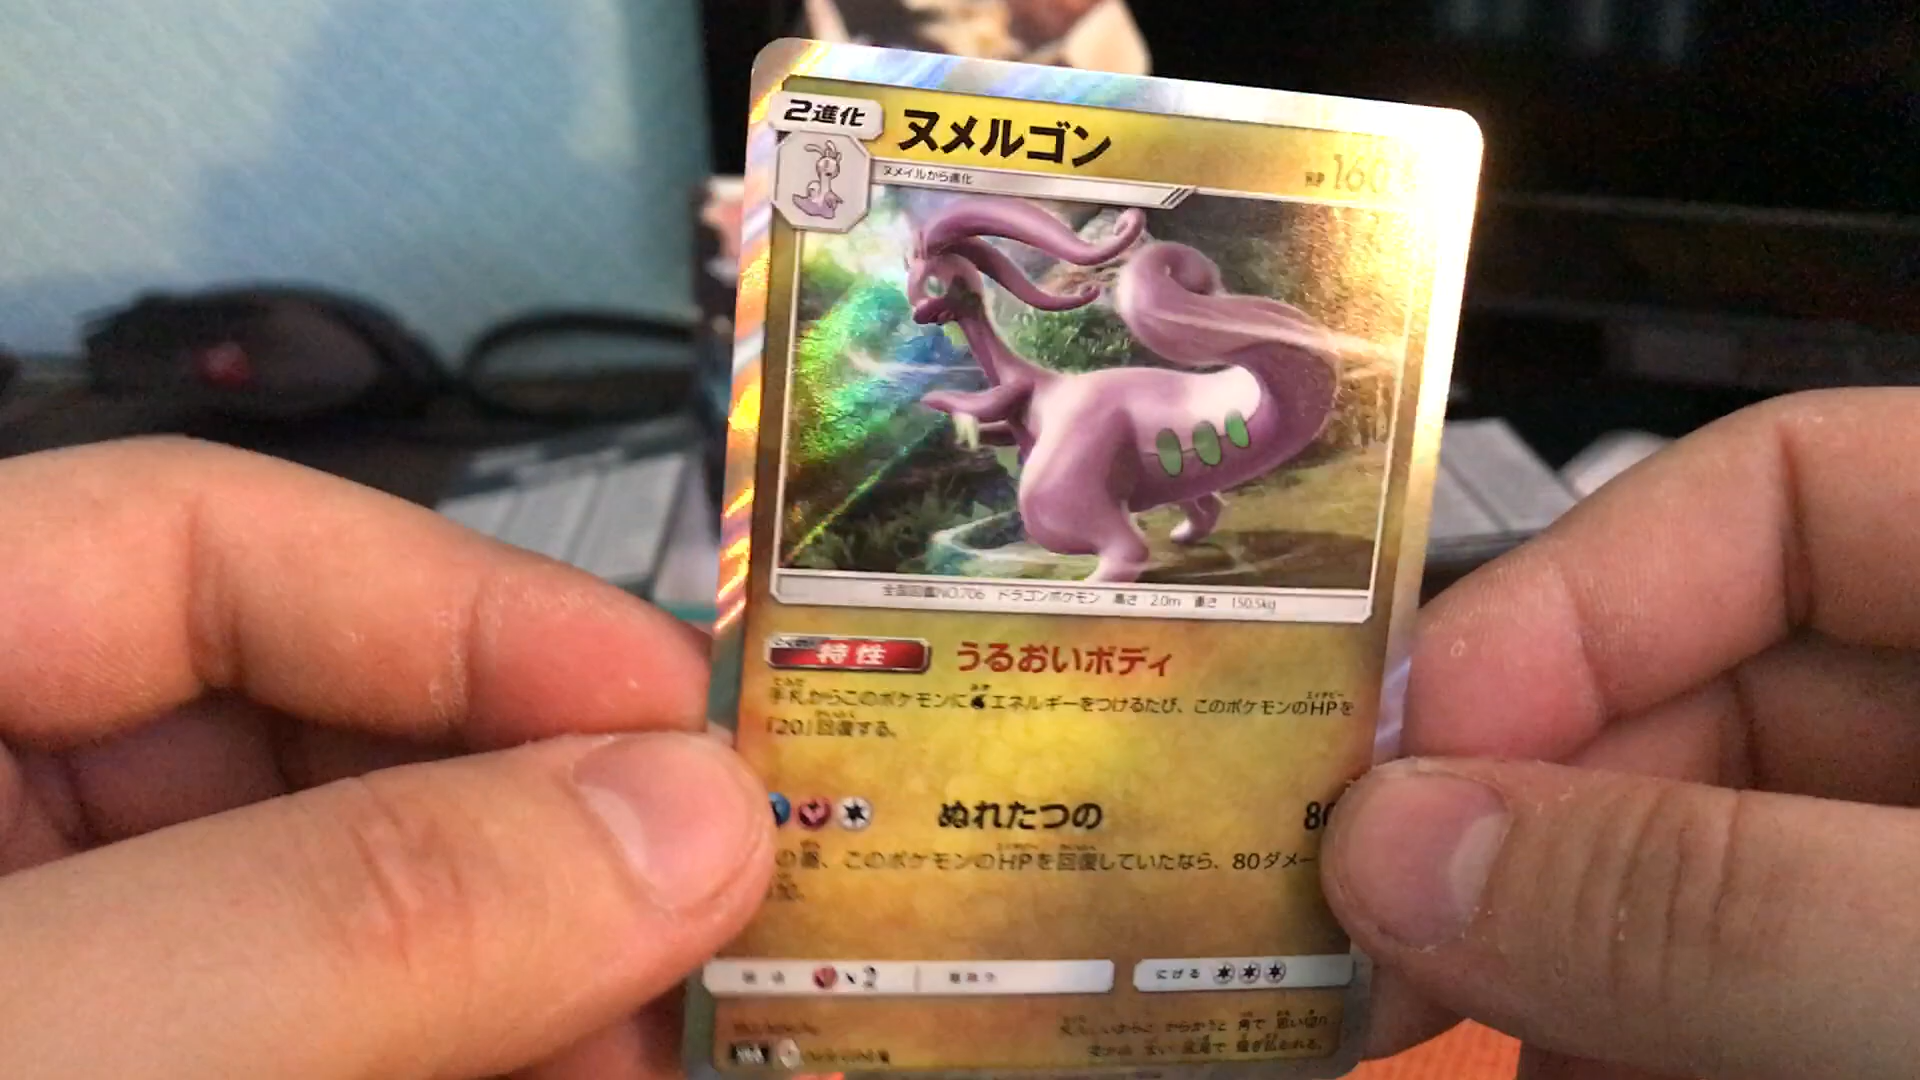 2進化
ヌメルゴン
HP 160
ヌメイルから進化
全国図鑑NO.706 ドラゴンポケモン 高さ 2.0m 重さ 150.5kg
特性
うるおいボディ
手札からこのポケモンにエネルギーをつけるたび、このポケモンのHPを
「20」回復する。
ぬれたつの
の番、このポケモンのHPを回復していたなら、80ダメー
にげる